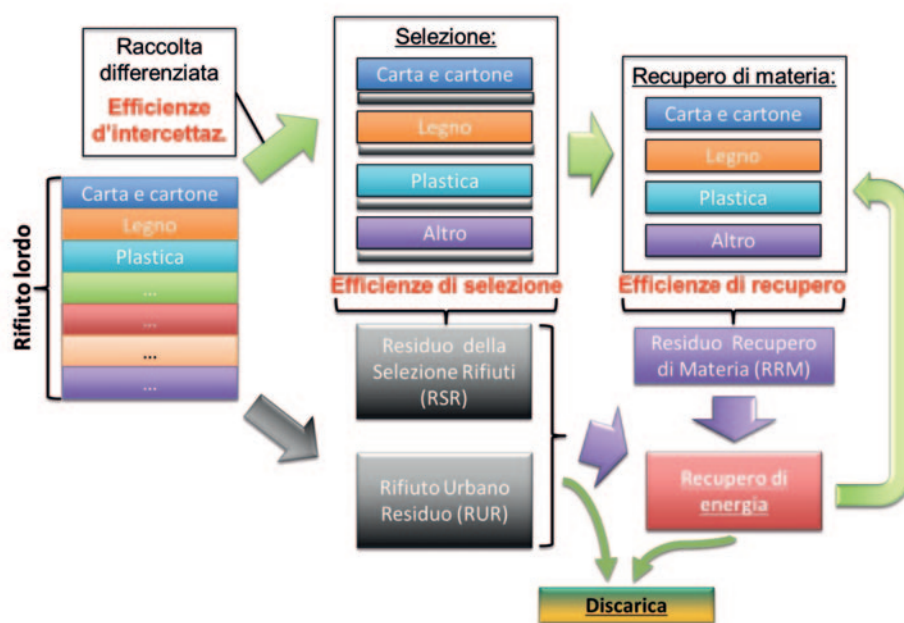 Raccolta
differenziata
Efficienze
d'intercettaz.
Rifiuto lordo
Carta e cartone
Legno
Plastica
...
...
...
...
Selezione:
Carta e cartone
Legno
Plastica
Altro
Efficienze di selezione
Recupero di materia:
Carta e cartone
Legno
Plastica
Altro
Efficienze di recupero
Residuo della
Selezione Rifiuti
(RSR)
Rifiuto Urbano
Residuo (RUR)
Residuo Recupero
di Materia (RRM)
Recupero di
energia
Discarica